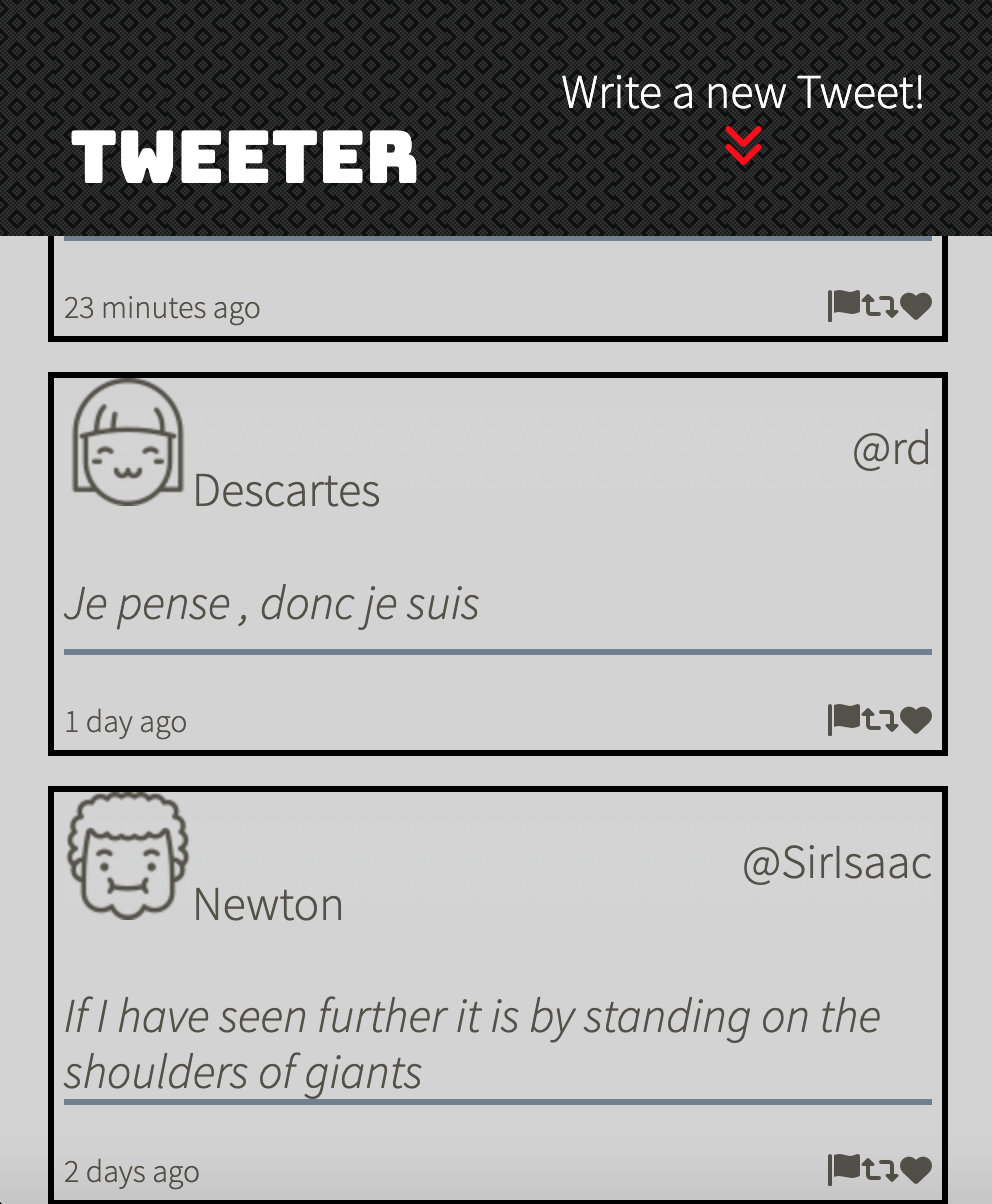 Write a new Tweet!
TWEETER
23 minutes ago
@rd
Descartes
Je pense , donc je suis
1 day ago
@SirIsaac
Newton
If I have seen further it is by standing on the
shoulders of giants
2 days ago